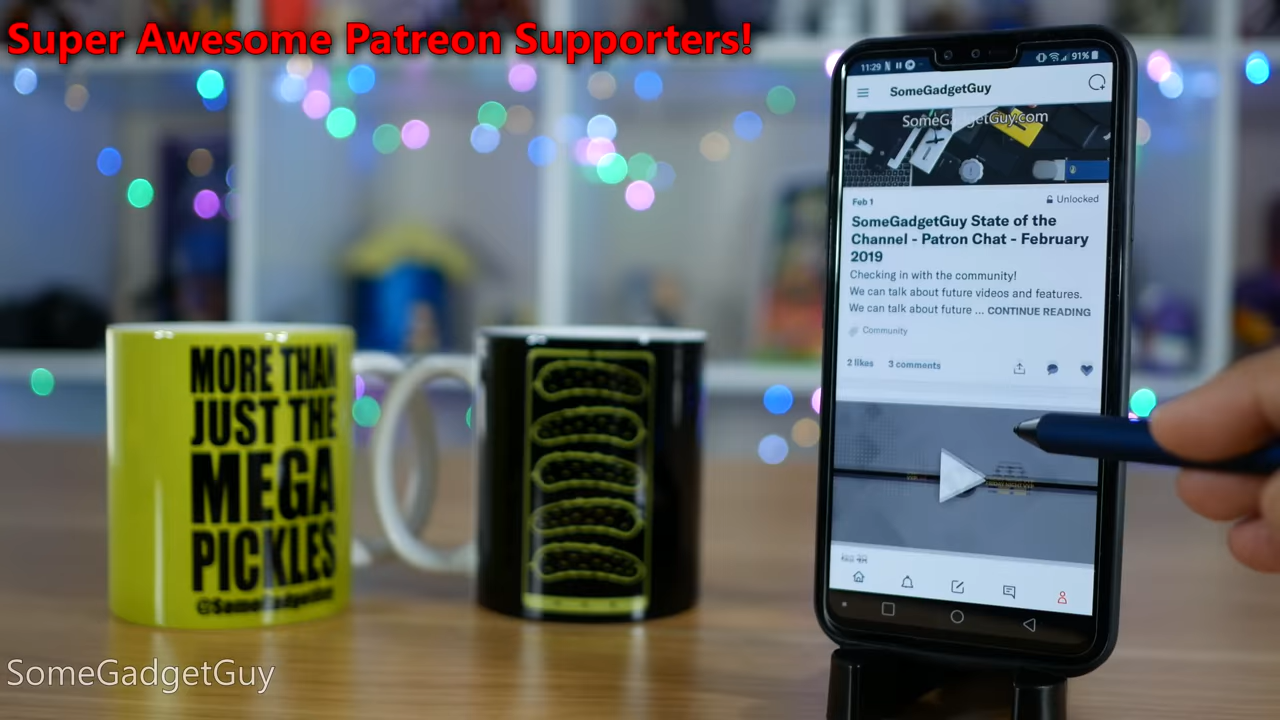 Super Awesome Patreon Supporters!
MORE THAN
JUST THE
MEGA
PICKLES
11:29
91%
SomeGadgetGuy
SomeGadgetGuy.com
Feb 1
Unlocked
SomeGadgetGuy State of the
Channel - Patron Chat - February
2019
Checking in with the community!
We can talk about future videos and features.
We can talk about future ... CONTINUE READING
Community
2 likes 3 comments
SomeGadgetGuy